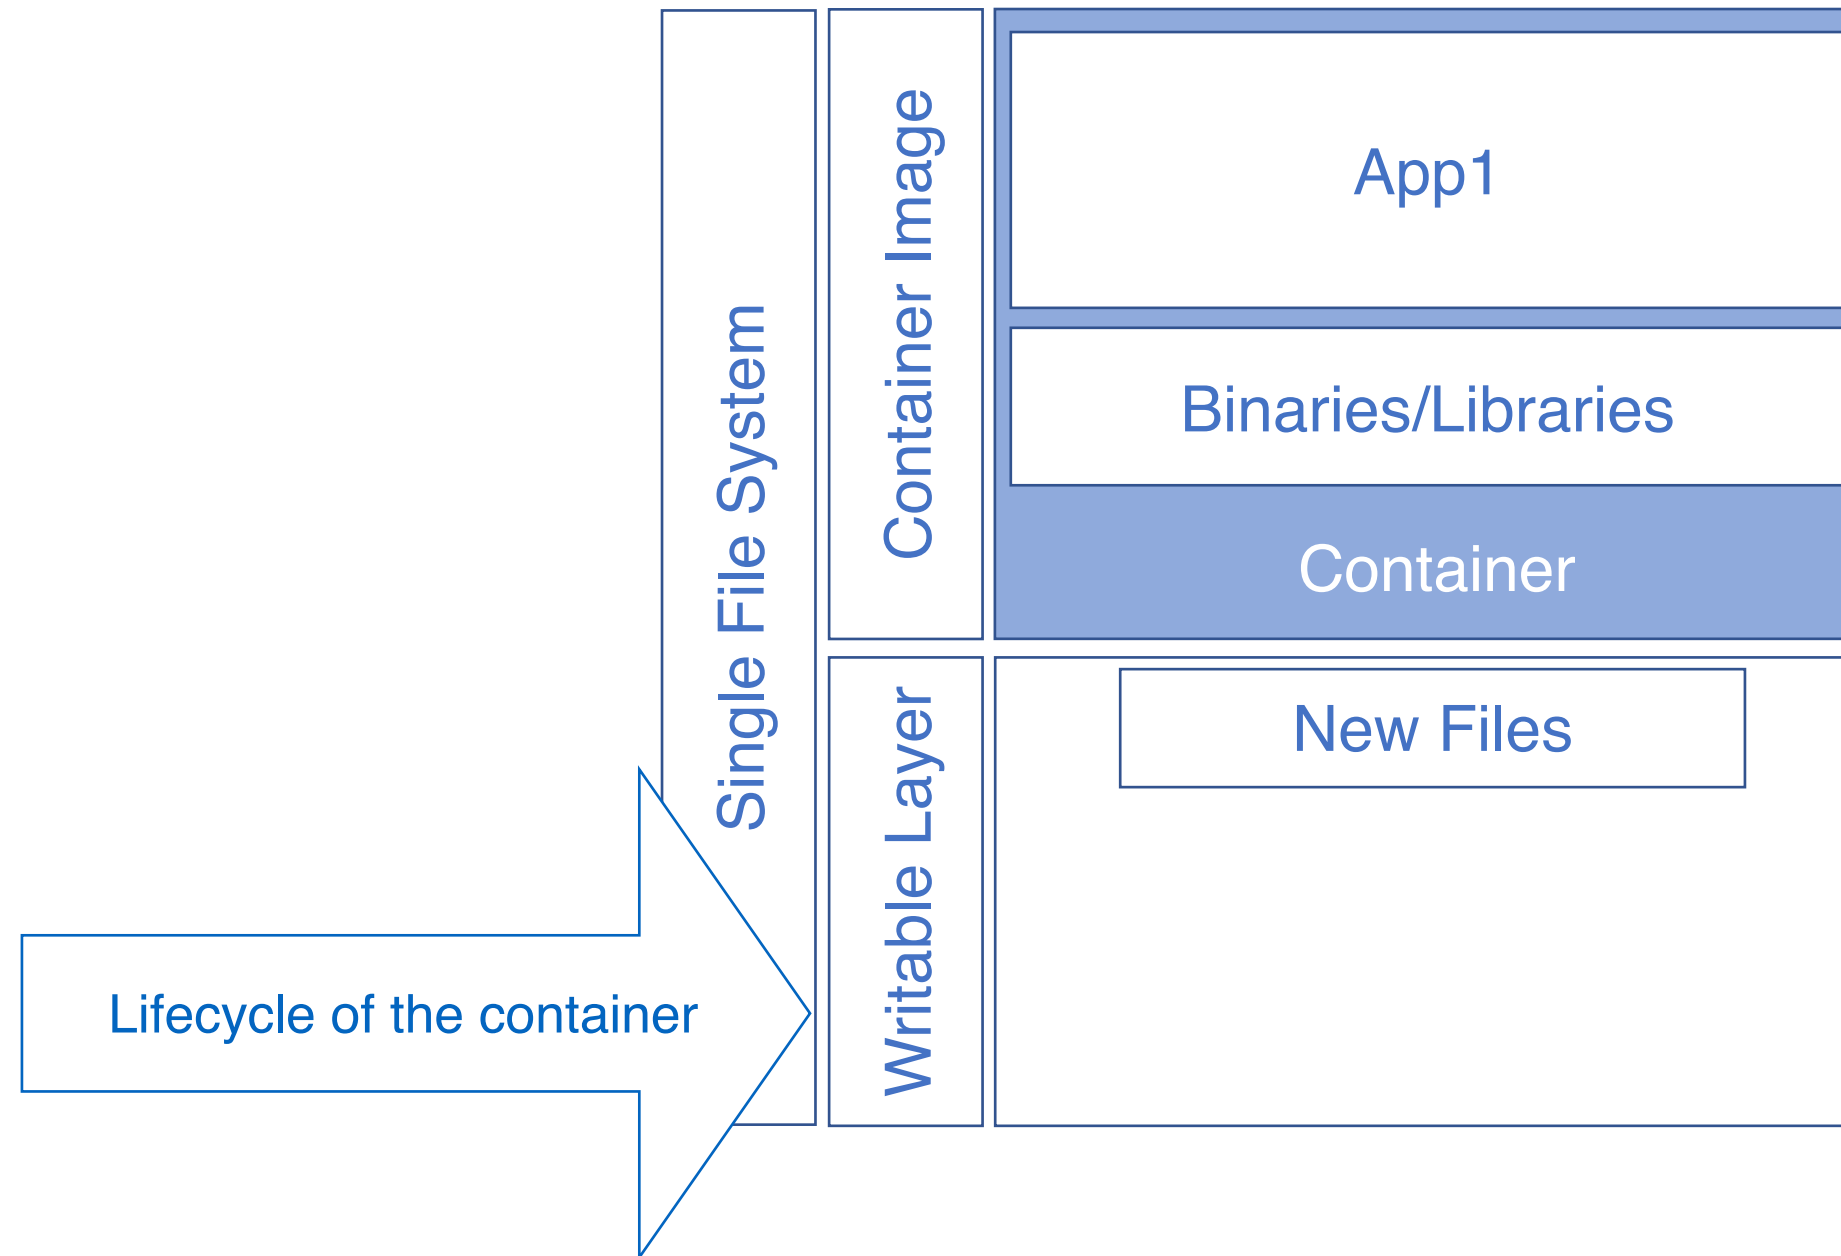 Single File System
Container Image
App1
Binaries/Libraries
Container
Writable Layer
New Files
Lifecycle of the container